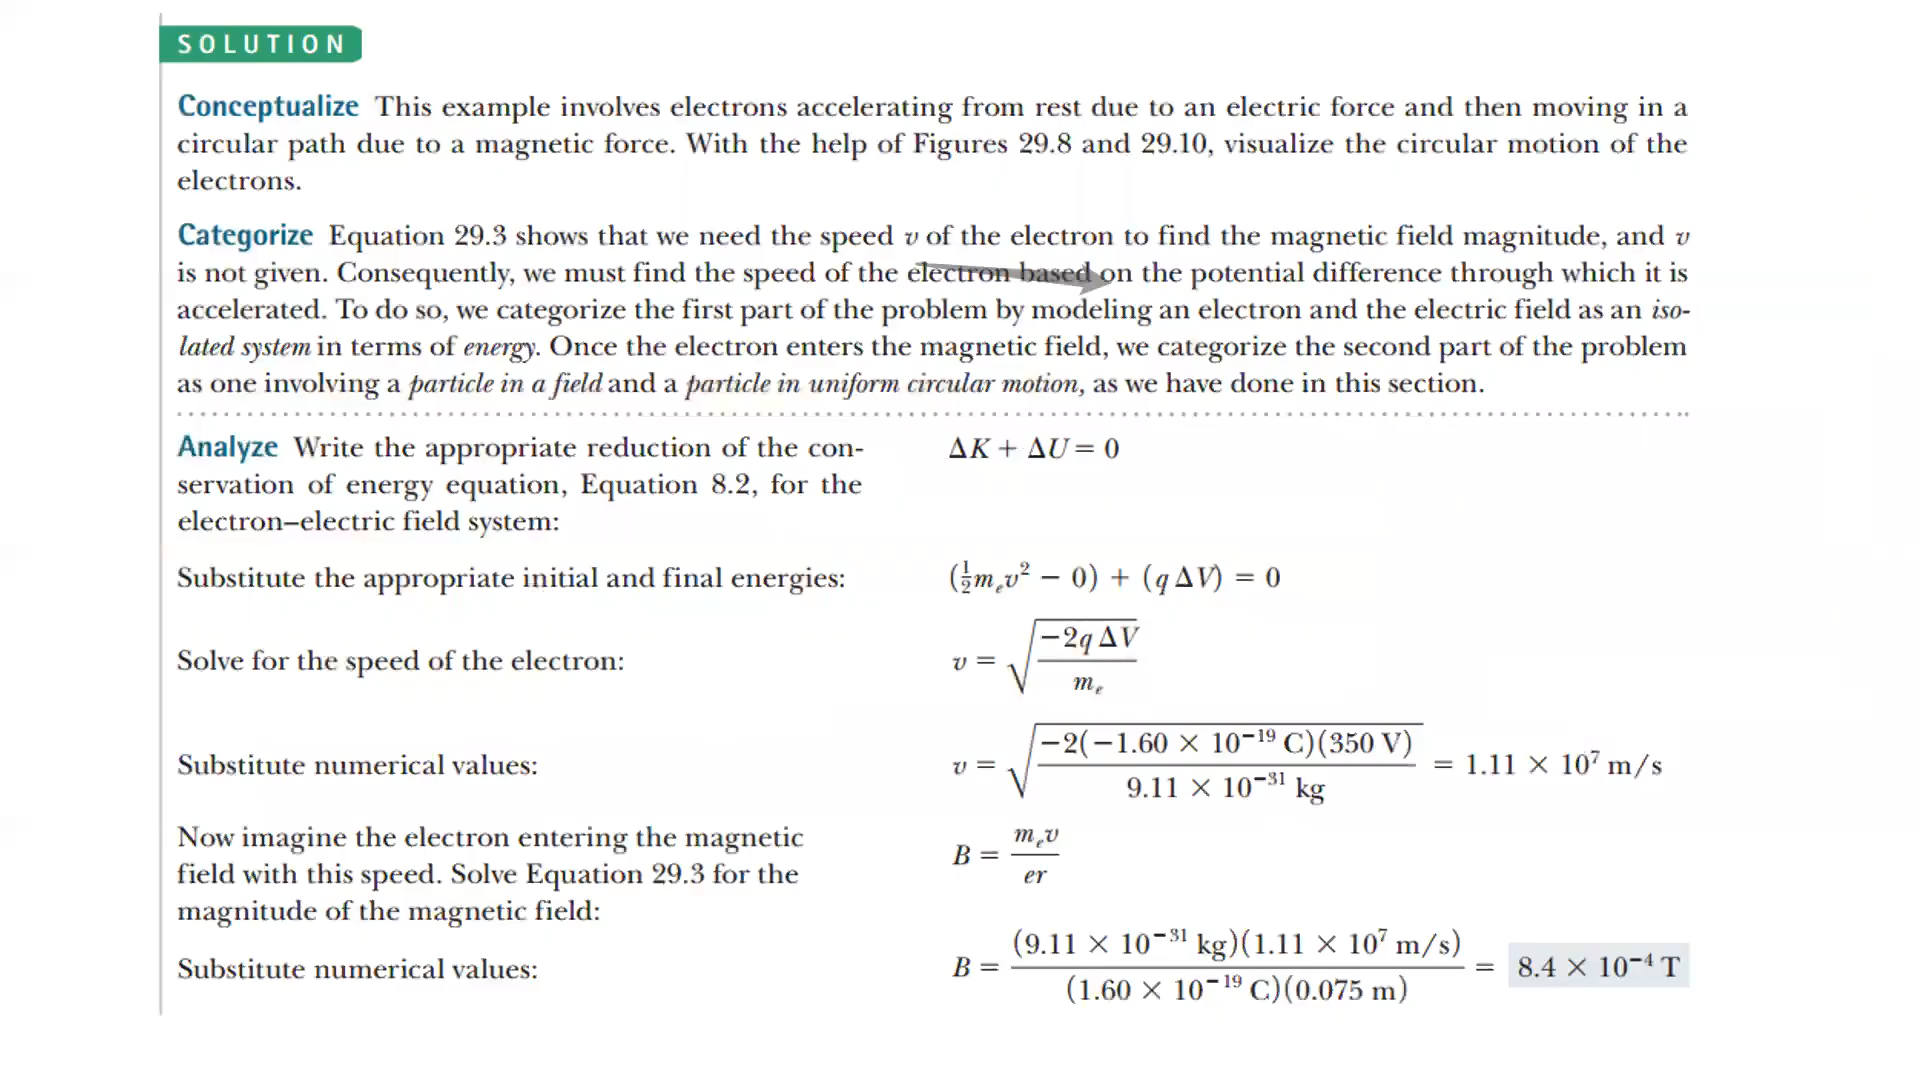 SOLUTION
Conceptualize This example involves electrons accelerating from rest due to an electric force and then moving in a
circular path due to a magnetic force. With the help of Figures 29.8 and 29.10, visualize the circular motion of the
electrons.
Categorize Equation 29.3 shows that we need the speed v of the electron to find the magnetic field magnitude, and v
is not given. Consequently, we must find the speed of the electron based on the potential difference through which it is
accelerated. To do so, we categorize the first part of the problem by modeling an electron and the electric field as an iso-
lated system in terms of energy. Once the electron enters the magnetic field, we categorize the second part of the problem
as one involving a particle in a field and a particle in uniform circular motion, as we have done in this section.
Analyze Write the appropriate reduction of the con-
servation of energy equation, Equation 8.2, for the
electron–electric field system:
ΔK + ΔU = 0
Substitute the appropriate initial and final energies:
(½mₑv² − 0) + (q ΔV) = 0
Solve for the speed of the electron:
v = √(−2q ΔV / mₑ)
Substitute numerical values:
v = √(−2(−1.60 × 10⁻¹⁹ C)(350 V) / 9.11 × 10⁻³¹ kg) = 1.11 × 10⁷ m/s
Now imagine the electron entering the magnetic
field with this speed. Solve Equation 29.3 for the
magnitude of the magnetic field:
B = mₑv / er
Substitute numerical values:
B = (9.11 × 10⁻³¹ kg)(1.11 × 10⁷ m/s) / (1.60 × 10⁻¹⁹ C)(0.075 m) = 8.4 × 10⁻⁴ T